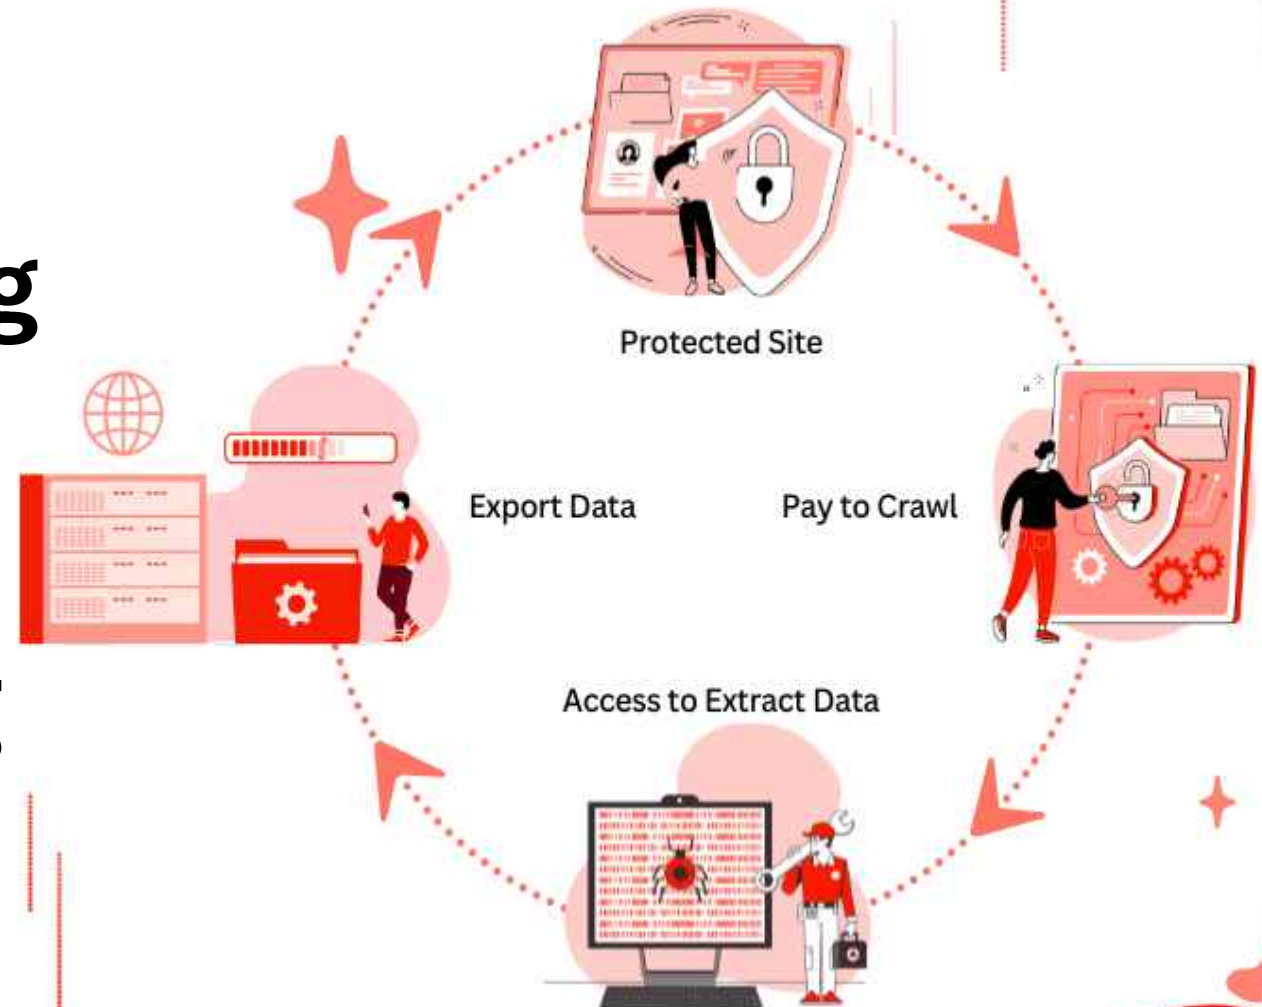 g
Protected Site
Export Data
Pay to Crawl
Access to Extract Data